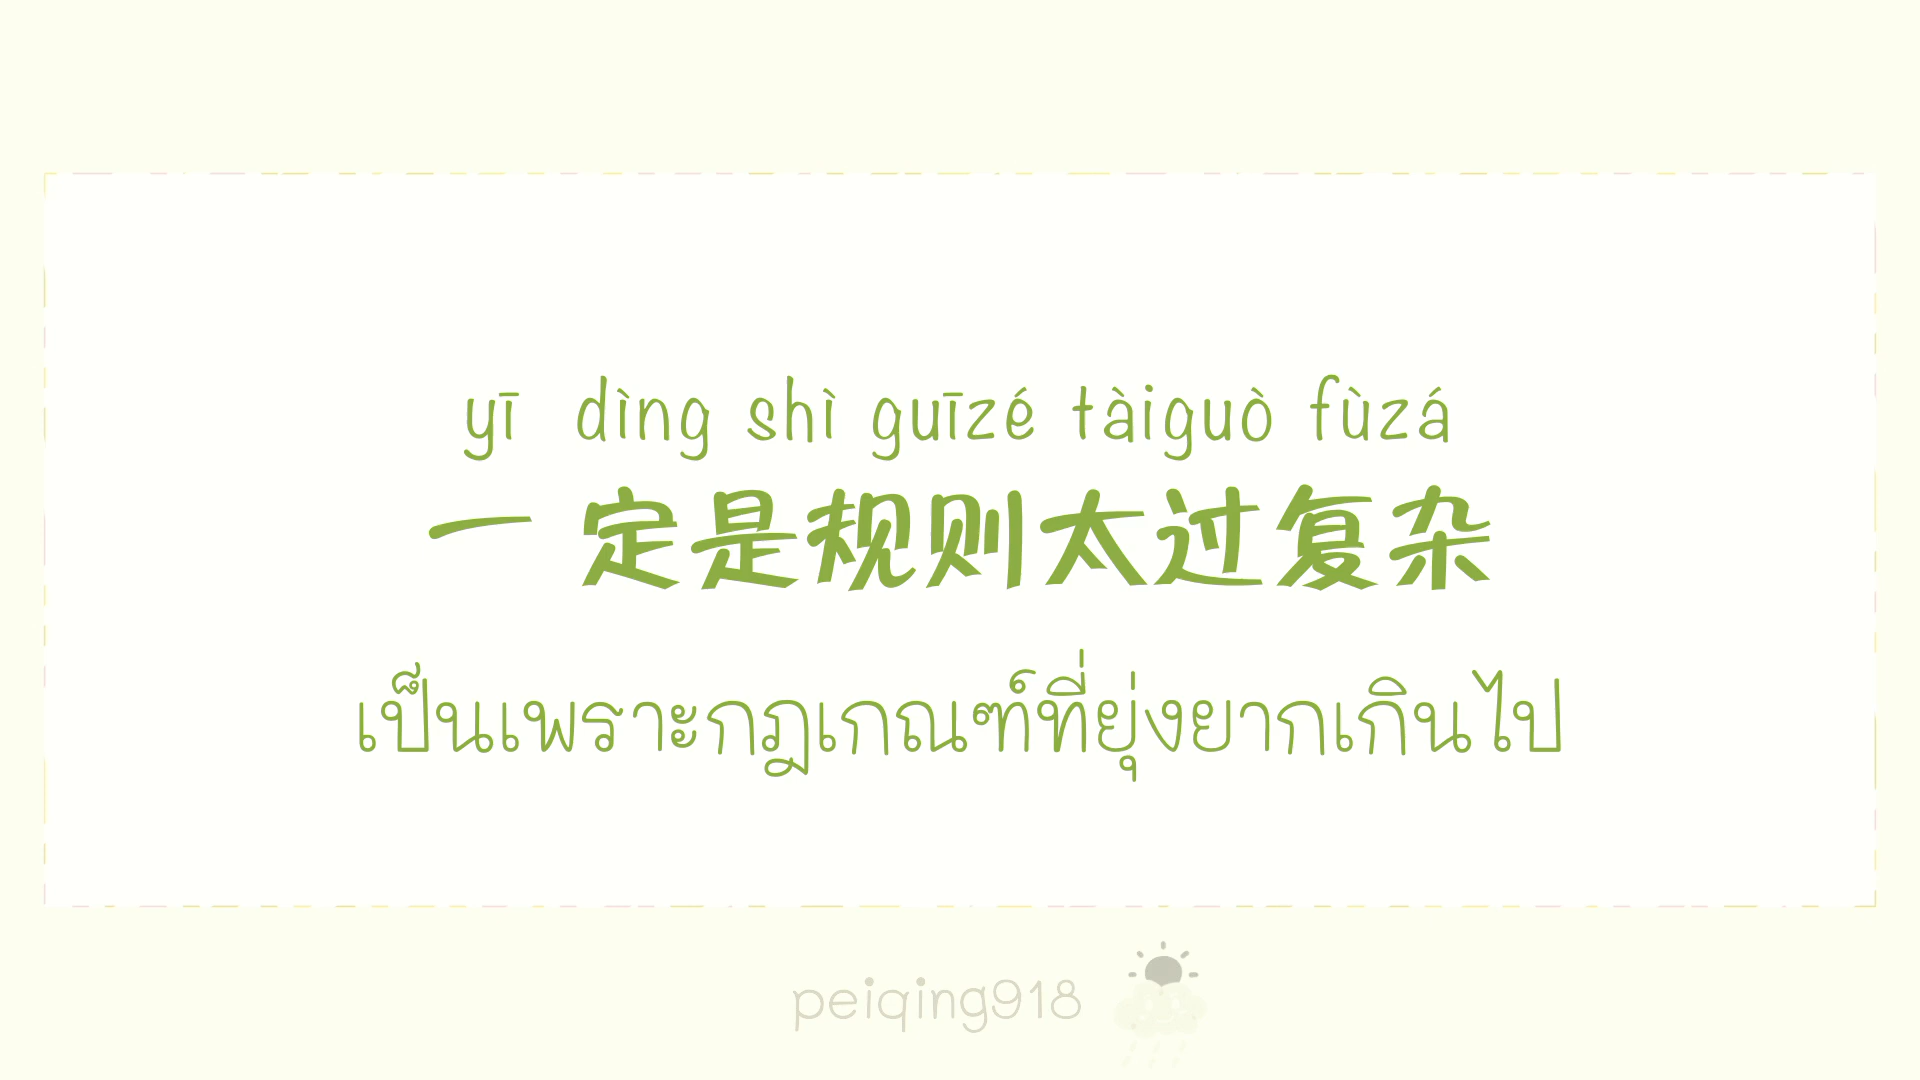 yī dìng shì guīzé tàiguò fùzá
一 定是规则太过复杂
เป็นเพราะกฎเกณฑ์ที่ยุ่งยากเกินไป
peiqing918